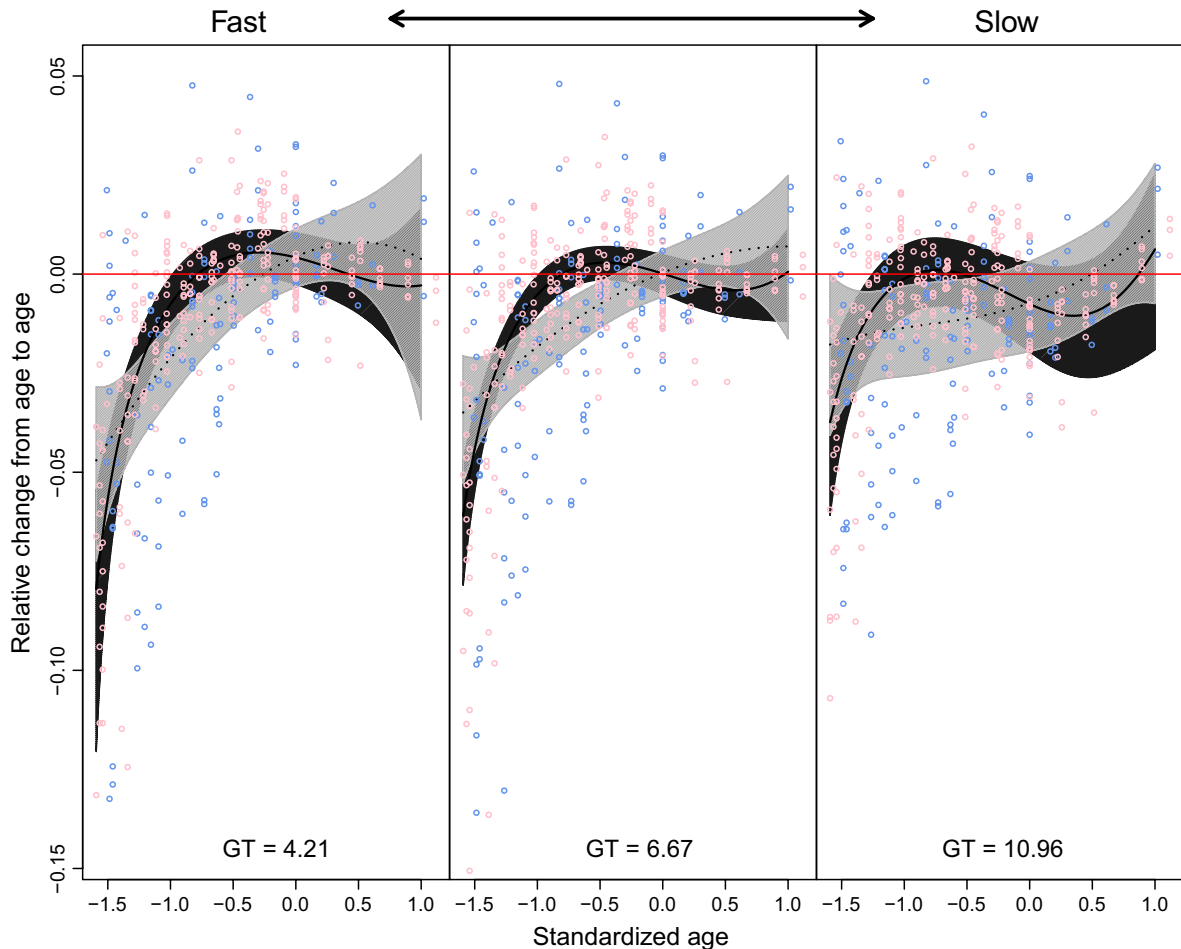 Fast Slow
Relative change from age to age
0.05
0.00
−0.05
−0.10
−0.15
GT = 4.21 GT = 6.67 GT = 10.96
−1.5 −1.0 −0.5 0.0 0.5 1.0 −1.5 −1.0 −0.5 0.0 0.5 1.0 −1.5 −1.0 −0.5 0.0 0.5 1.0
Standardized age